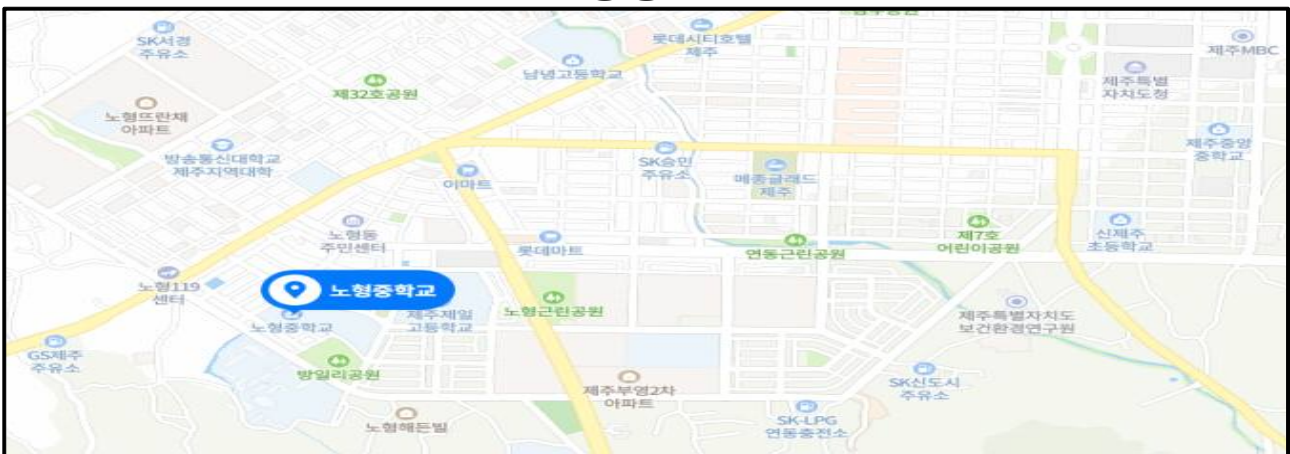 SK서경
주유소
롯데시티호텔
제주
제주MBC
남녕고등학교
제32호공원
제주특별
자치도청
노형뜨란채
아파트
제주중앙
중학교
방송통신대학교
제주지역대학
SK승민
주유소
이마트
메종글래드
제주
노형동
주민센터
제7호
어린이공원
신제주
초등학교
롯데마트
연동근린공원
노형119
센터
노형중학교
노형중학교
제주제일
고등학교
노형근린공원
제주특별자치도
보건환경연구원
GS제주
주유소
방일리공원
제주부영2차
아파트
SK신도시
주유소
노형해든빌
SK-LPG
연동충전소